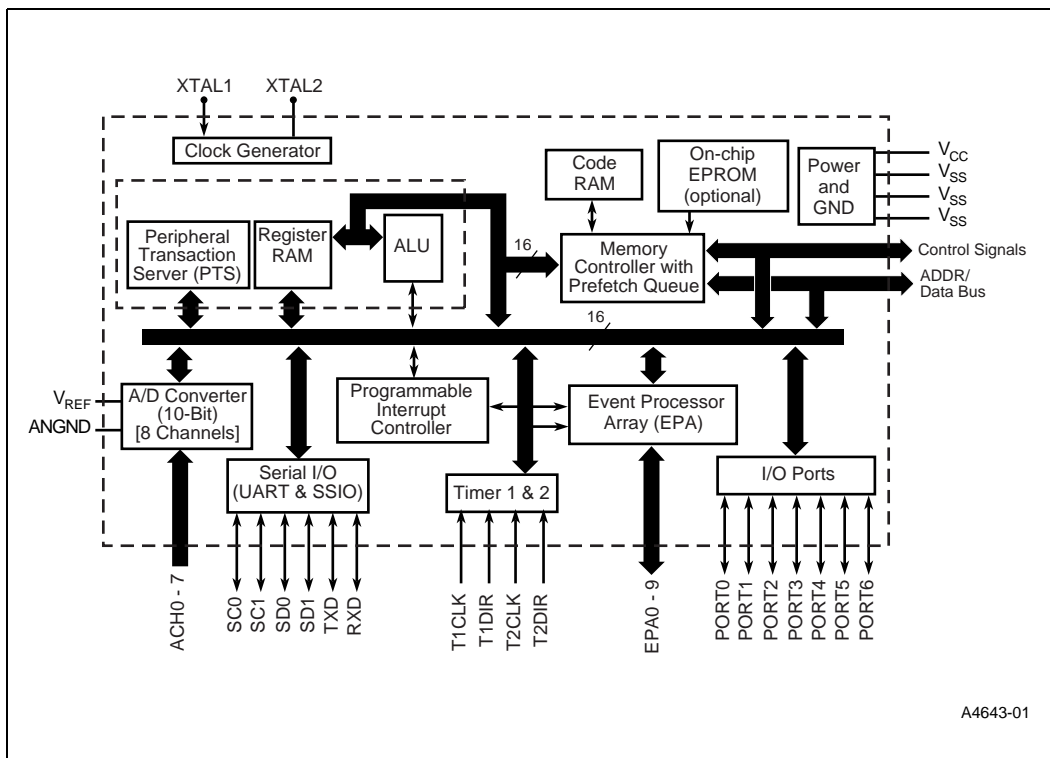 XTAL1
XTAL2
Clock Generator
Code
RAM
On-chip
EPROM
(optional)
Power
and
GND
VCC
VSS
VSS
VSS
Peripheral
Transaction
Server (PTS)
Register
RAM
ALU
16
Memory
Controller with
Prefetch Queue
Control Signals
ADDR/
Data Bus
16
VREF
ANGND
A/D Converter
(10-Bit)
[8 Channels]
Programmable
Interrupt
Controller
Event Processor
Array (EPA)
Serial I/O
(UART & SSIO)
Timer 1 & 2
I/O Ports
ACH0 - 7
SC0
SC1
SD0
SD1
TXD
RXD
T1CLK
T1DIR
T2CLK
T2DIR
EPA0 - 9
PORT0
PORT1
PORT2
PORT3
PORT4
PORT5
PORT6
A4643-01